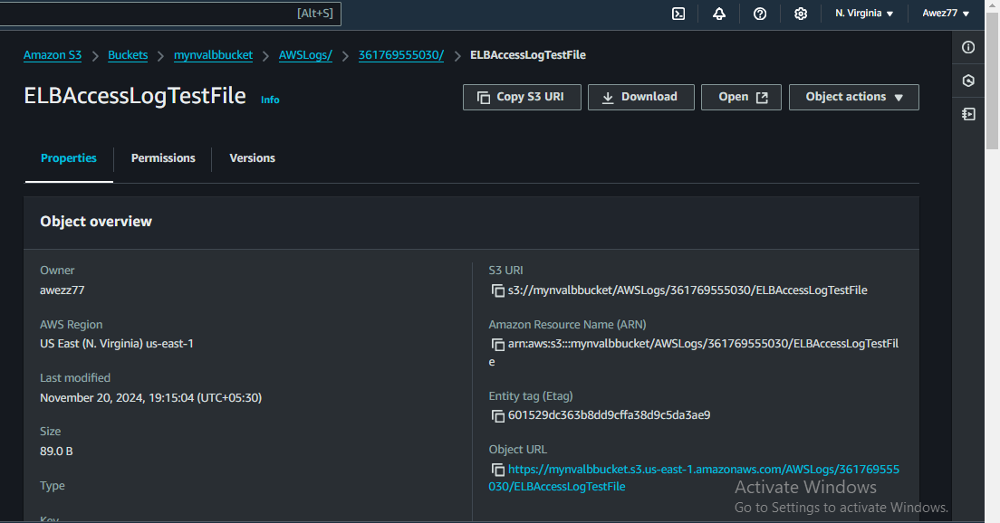 [Alt+S]
N. Virginia
Awez77
Amazon S3 > Buckets > mynvalbbucket > AWSLogs/ > 361769555030/ > ELBAccessLogTestFile
ELBAccessLogTestFile Info
Copy S3 URI
Download
Open
Object actions
Properties
Permissions
Versions
Object overview
Owner
awezz77
AWS Region
US East (N. Virginia) us-east-1
Last modified
November 20, 2024, 19:15:04 (UTC+05:30)
Size
89.0 B
Type
Key
S3 URI
s3://mynvalbbucket/AWSLogs/361769555030/ELBAccessLogTestFile
Amazon Resource Name (ARN)
arn:aws:s3:::mynvalbbucket/AWSLogs/361769555030/ELBAccessLogTestFil
e
Entity tag (Etag)
601529dc363b8dd9cffa38d9c5da3ae9
Object URL
https://mynvalbbucket.s3.us-east-1.amazonaws.com/AWSLogs/361769555
030/ELBAccessLogTestFile
Activate Windows
Go to Settings to activate Windows.